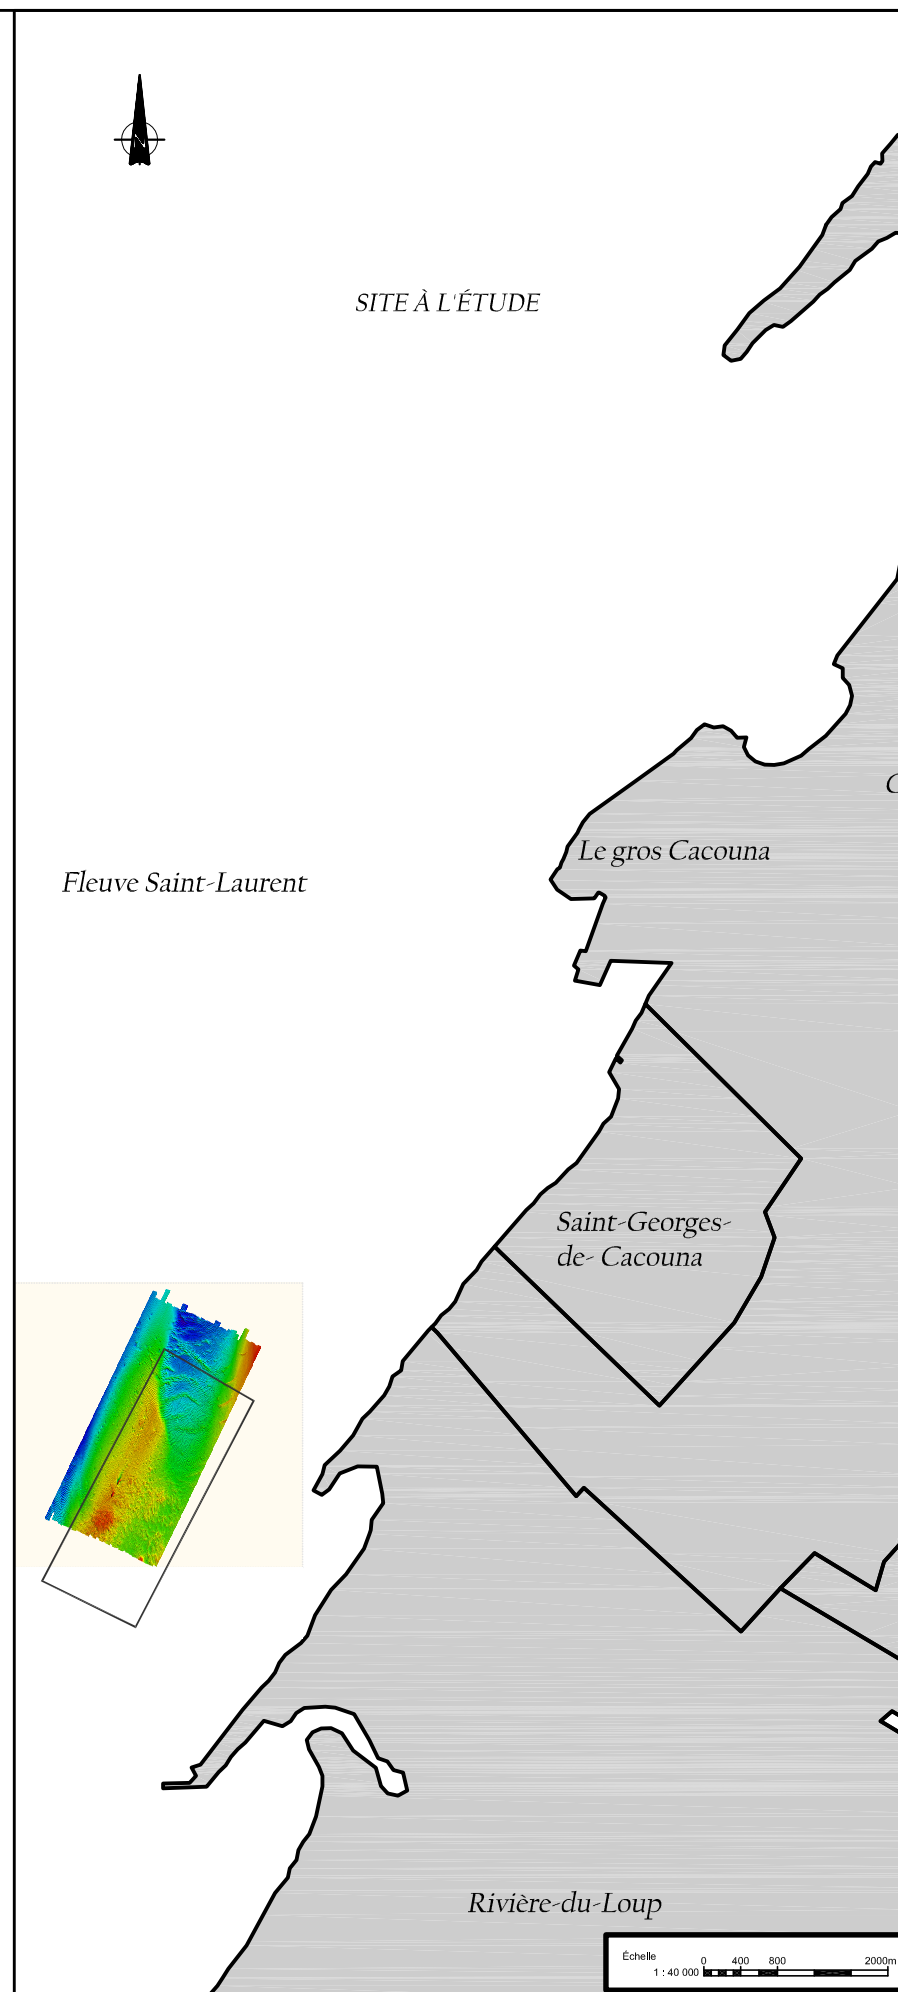 N
SITE À L'ÉTUDE
C
Le gros Cacouna
Fleuve Saint-Laurent
Saint-Georges-
de- Cacouna
Rivière-du-Loup
Échelle
0 400 800 2000m
1 : 40 000